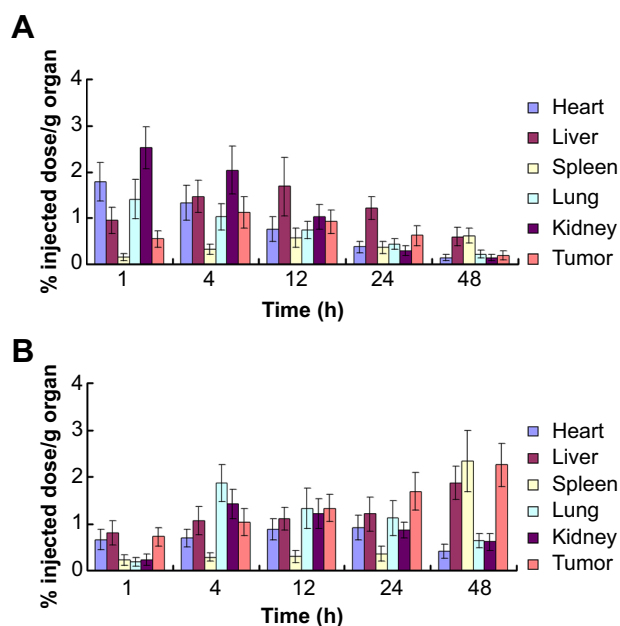 A
% injected dose/g organ
4
3
2
1
0
1 4 12 24 48
Time (h)
Heart
Liver
Spleen
Lung
Kidney
Tumor
B
% injected dose/g organ
4
3
2
1
0
1 4 12 24 48
Time (h)
Heart
Liver
Spleen
Lung
Kidney
Tumor